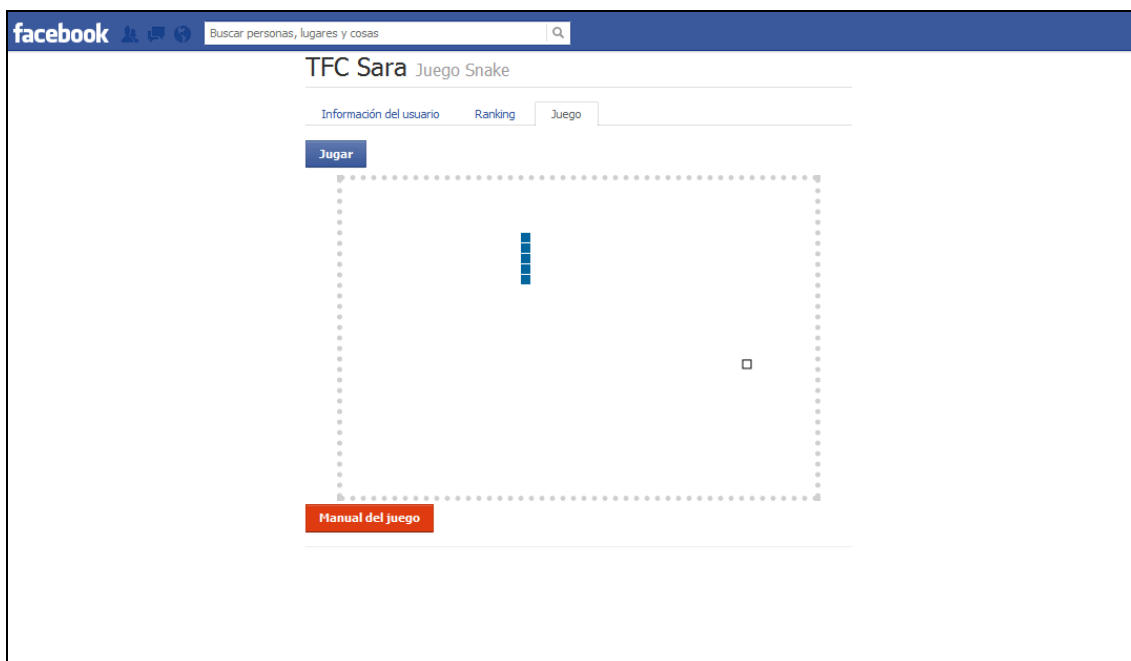 facebook Buscar personas, lugares y cosas
TFC Sara Juego Snake
Información del usuario Ranking Juego
Jugar
Manual del juego